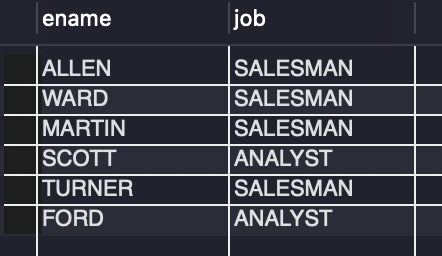 ename job
ALLEN SALESMAN
WARD SALESMAN
MARTIN SALESMAN
SCOTT ANALYST
TURNER SALESMAN
FORD ANALYST